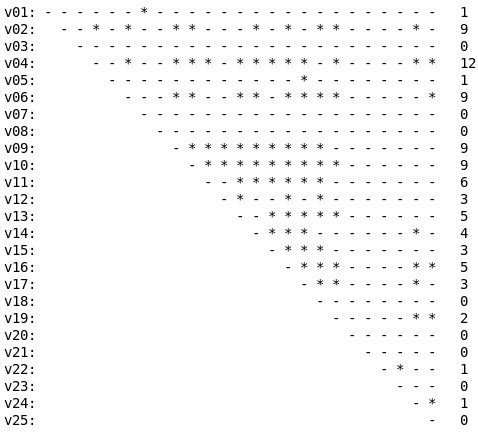 v01: - - - - - - * - - - - - - - - - - - - - - - - - - 1
v02: - - * - * - - * * - - - * - * - * * - - - - * - 9
v03: - - - - - - - - - - - - - - - - - - - - - - - 0
v04: - - * - - * * * - * * * * * - * - - - - * * 12
v05: - - - - - - - - - - - - * - - - - - - - - 1
v06: - - - * * - - * * - * * * * - - - - - * 9
v07: - - - - - - - - - - - - - - - - - - - 0
v08: - - - - - - - - - - - - - - - - - - 0
v09: - * * * * * * * * * - - - - - - - 9
v10: - * * * * * * * * * - - - - - - 9
v11: - - * * * * * * - - - - - - - 6
v12: - * - - * - * - - - - - - - 3
v13: - - * * * * * - - - - - - 5
v14: - * * * - - - - - - * - 4
v15: - * * * - - - - - - - 3
v16: - * * * - - - - * * 5
v17: - * * - - - - * - 3
v18: - - - - - - - - 0
v19: - - - - - * * 2
v20: - - - - - - 0
v21: - - - - - 0
v22: - * - - 1
v23: - - - 0
v24: - * 1
v25: - 0